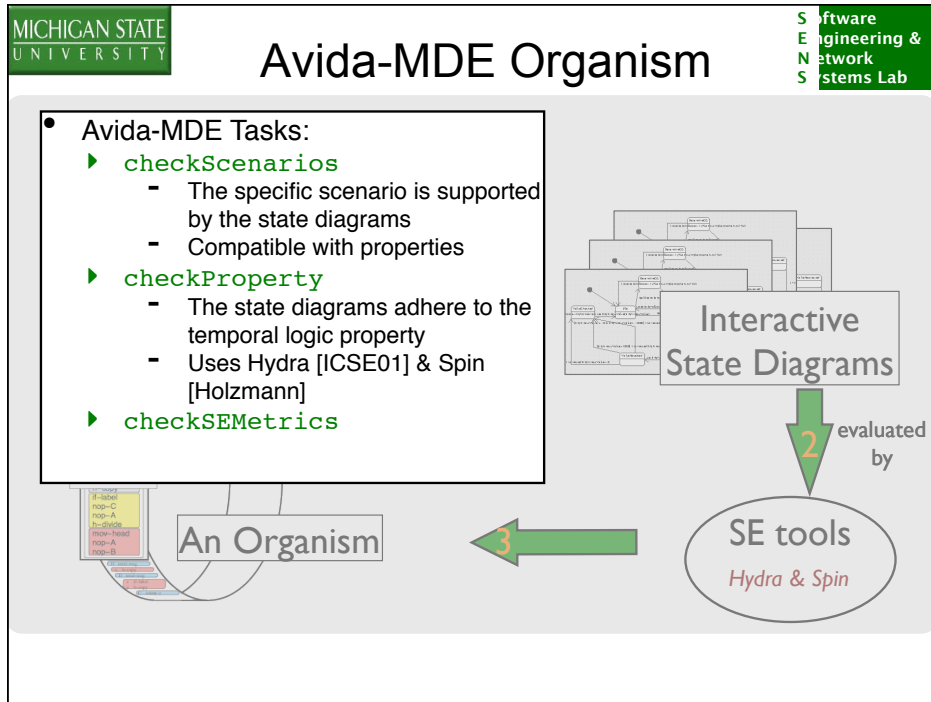 MICHIGAN STATE
UNIVERSITY
Avida-MDE Organism
Software
Engineering &
Network
Systems Lab
• Avida-MDE Tasks:
checkScenarios
- The specific scenario is supported
by the state diagrams
- Compatible with properties
checkProperty
- The state diagrams adhere to the
temporal logic property
- Uses Hydra [ICSE01] & Spin
[Holzmann]
checkSEMetrics
Interactive
State Diagrams
2
evaluated
by
SE tools
Hydra & Spin
3
An Organism
if-label
nop-C
nop-A
h-divide
mov-head
nop-A
nop-B